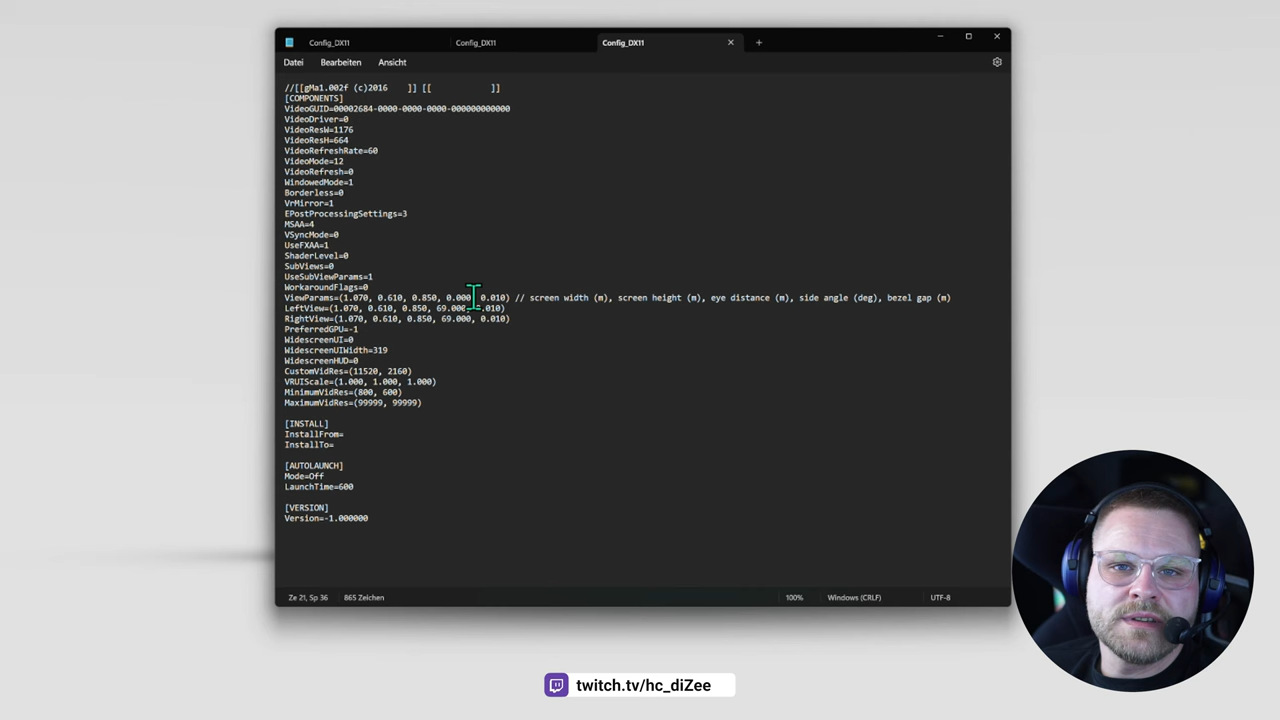 Config_DX11 Config_DX11 Config_DX11
Datei Bearbeiten Ansicht
//[[gMa1.002f (c)2016 ]] [[ ]]
[COMPONENTS]
VideoGUID=00002684-0000-0000-0000-000000000000
VideoDriver=0
VideoResW=1176
VideoResH=664
VideoRefreshRate=60
VideoMode=12
VideoRefresh=0
WindowedMode=1
Borderless=0
VrMirror=1
EPostProcessingSettings=3
MSAA=4
VSyncMode=0
UseFXAA=1
ShaderLevel=0
SubViews=0
UseSubViewParams=1
WorkaroundFlags=0
ViewParams=(1.070, 0.610, 0.850, 0.000, 0.010) // screen width (m), screen height (m), eye distance (m), side angle (deg), bezel gap (m)
LeftView=(1.070, 0.610, 0.850, 69.000, 0.010)
RightView=(1.070, 0.610, 0.850, 69.000, 0.010)
PreferredGPU=-1
WidescreenUI=0
WidescreenUIWidth=319
WidescreenHUD=0
CustomVidRes=(11520, 2160)
VRUIScale=(1.000, 1.000, 1.000)
MinimumVidRes=(800, 600)
MaximumVidRes=(99999, 99999)
[INSTALL]
InstallFrom=
InstallTo=
[AUTOLAUNCH]
Mode=Off
LaunchTime=600
[VERSION]
Version=-1.000000
Ze 21, Sp 36 865 Zeichen 100% Windows (CRLF) UTF-8
twitch.tv/hc_diZee